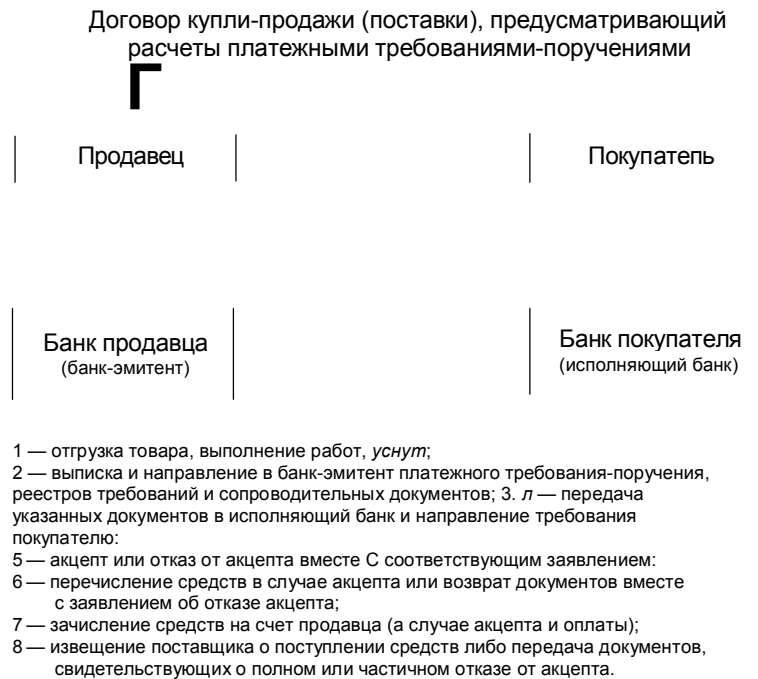 Договор купли-продажи (поставки), предусматривающий
расчеты платежными требованиями-поручениями
Г
Продавец
Покупатепь
Банк продавца
(банк-эмитент)
Банк покупателя
(исполняющий банк)
1 — отгрузка товара, выполнение работ, уснут;
2 — выписка и направление в банк-эмитент платежного требования-поручения,
реестров требований и сопроводительных документов; 3. л — передача
указанных документов в исполняющий банк и направление требования
покупателю:
5 — акцепт или отказ от акцепта вместе С соответствующим заявлением:
6 — перечисление средств в случае акцепта или возврат документов вместе
с заявлением об отказе акцепта;
7 — зачисление средств на счет продавца (а случае акцепта и оплаты);
8 — извещение поставщика о поступлении средств либо передача документов,
свидетельствующих о полном или частичном отказе от акцепта.